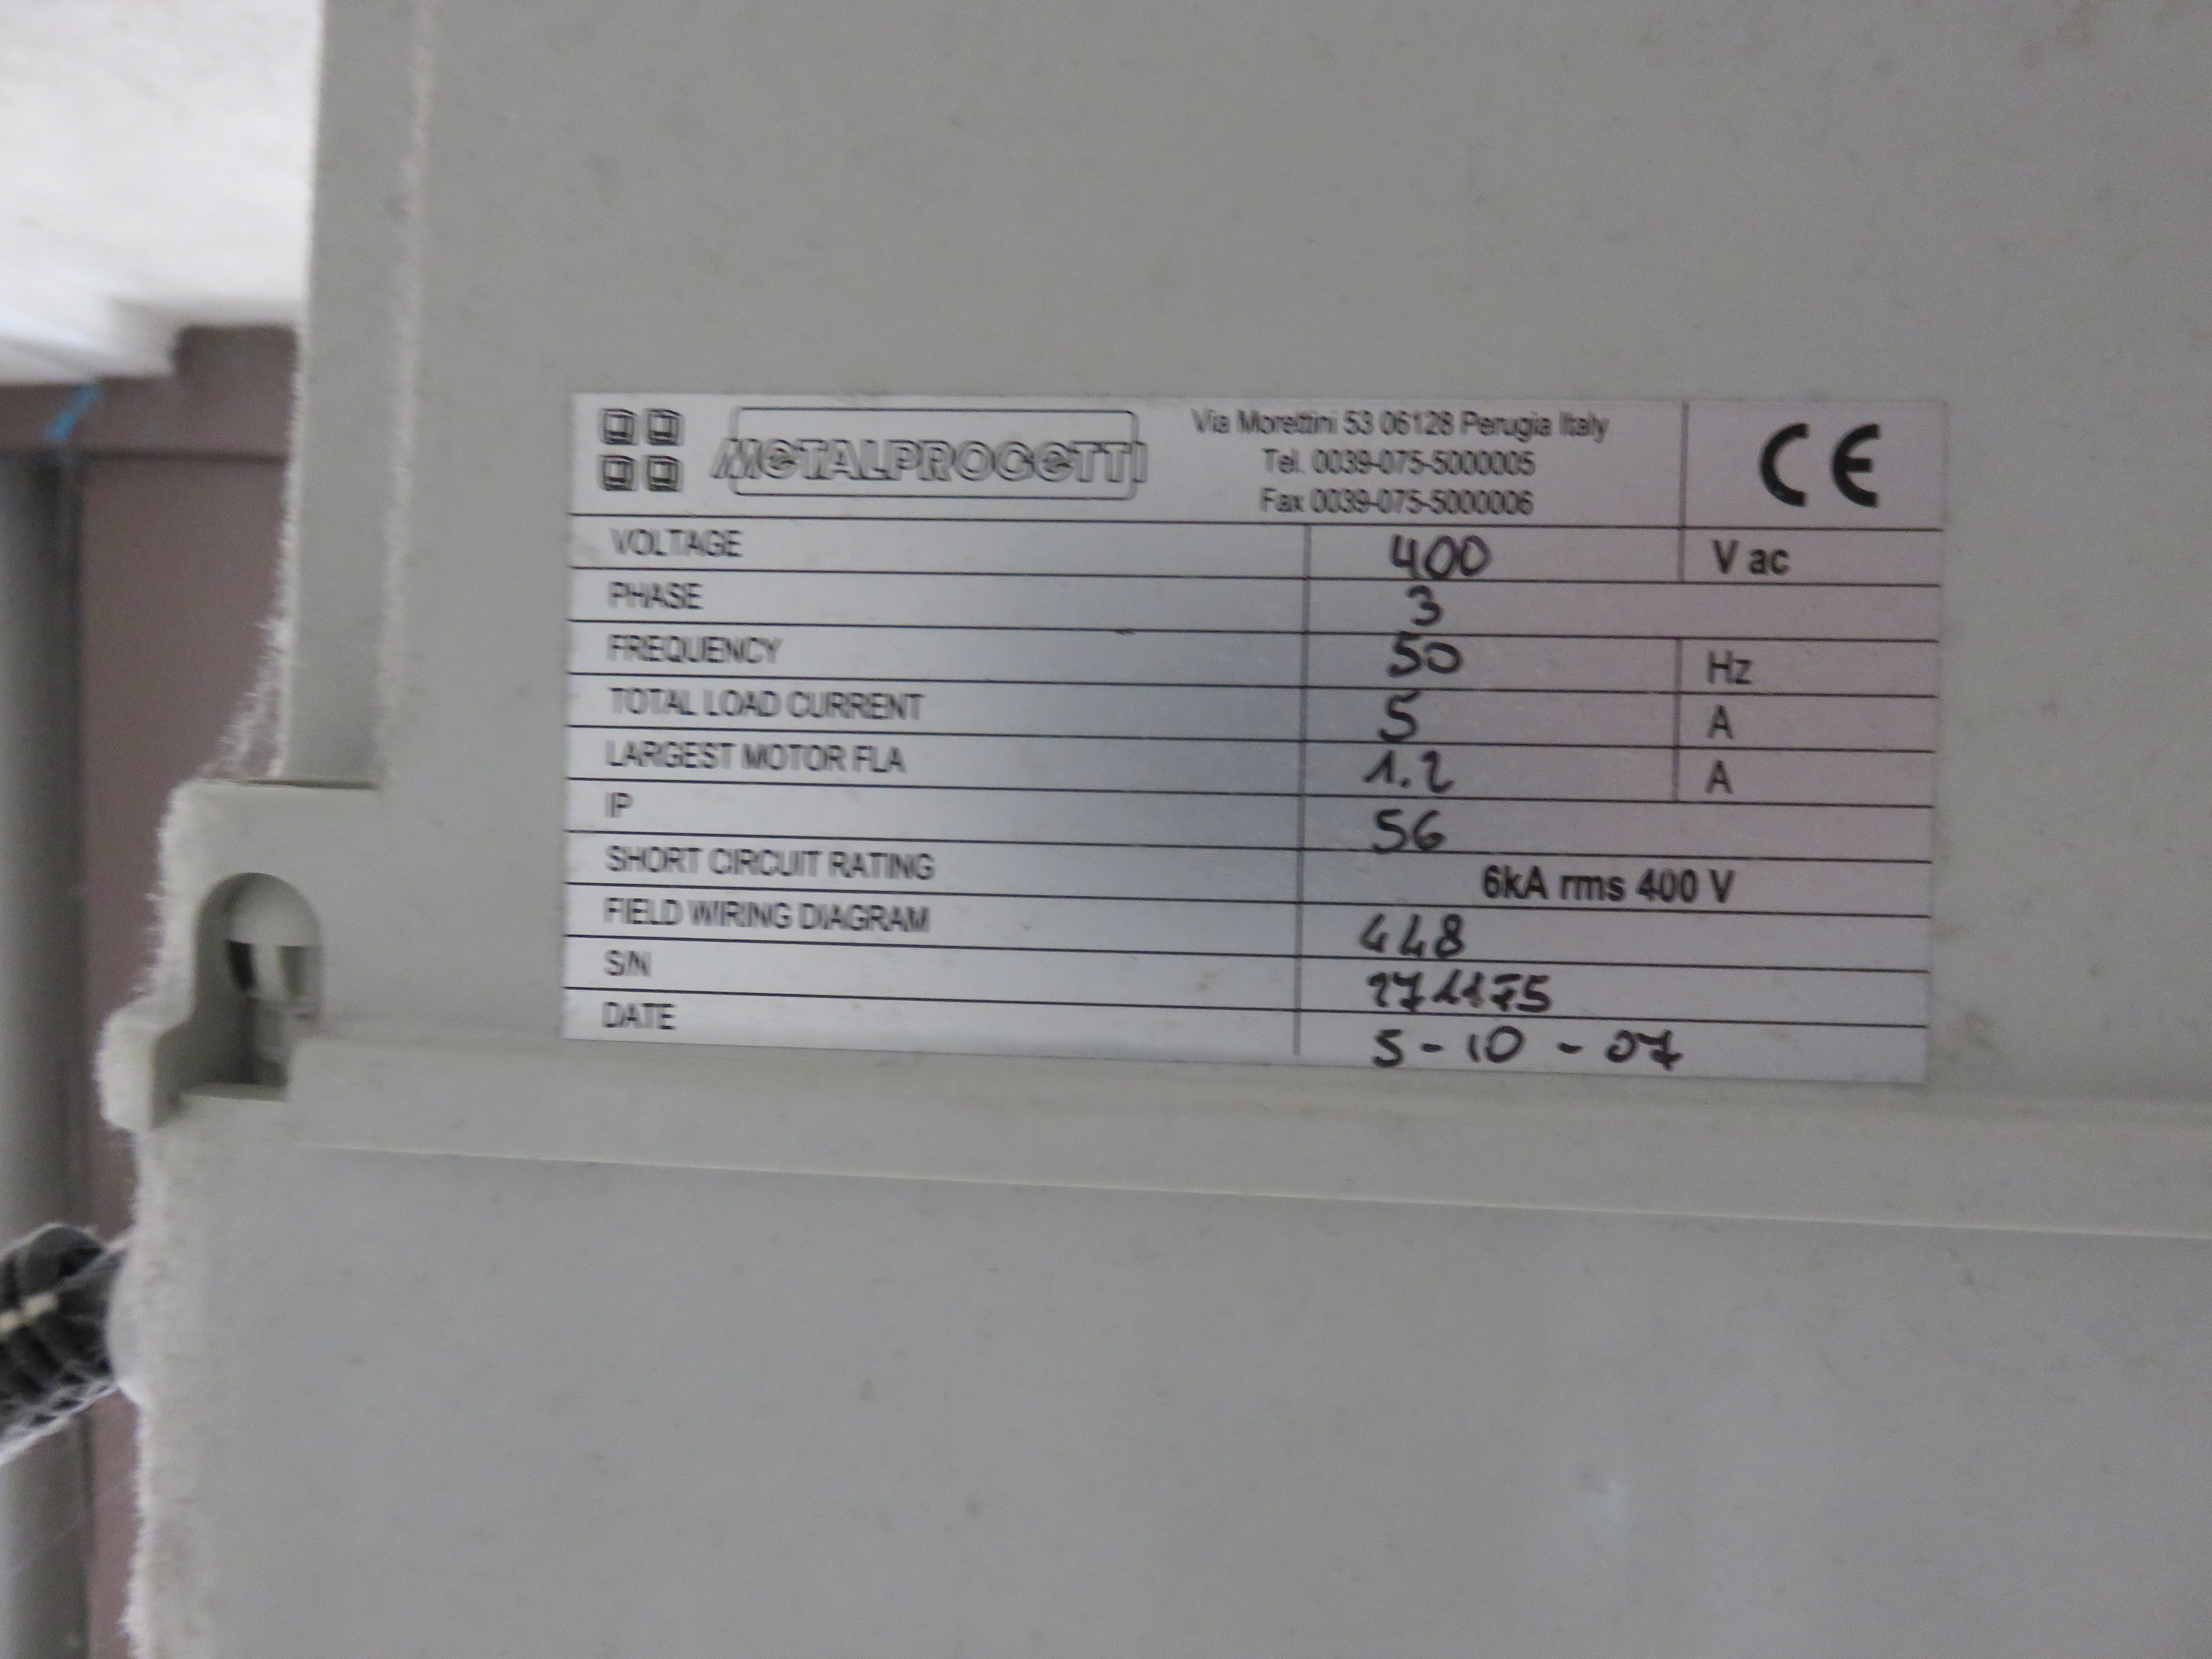 METALPROGETTI
Via Morettini 53 06128 Perugia Italy
Tel. 0039-075-5000005
Fax 0039-075-5000006
CE
VOLTAGE 400 V ac
PHASE 3
FREQUENCY 50 Hz
TOTAL LOAD CURRENT 5 A
LARGEST MOTOR FLA 1.2 A
IP 56
SHORT CIRCUIT RATING 6kA rms 400 V
FIELD WIRING DIAGRAM 448
S/N 271175
DATE 5-10-07